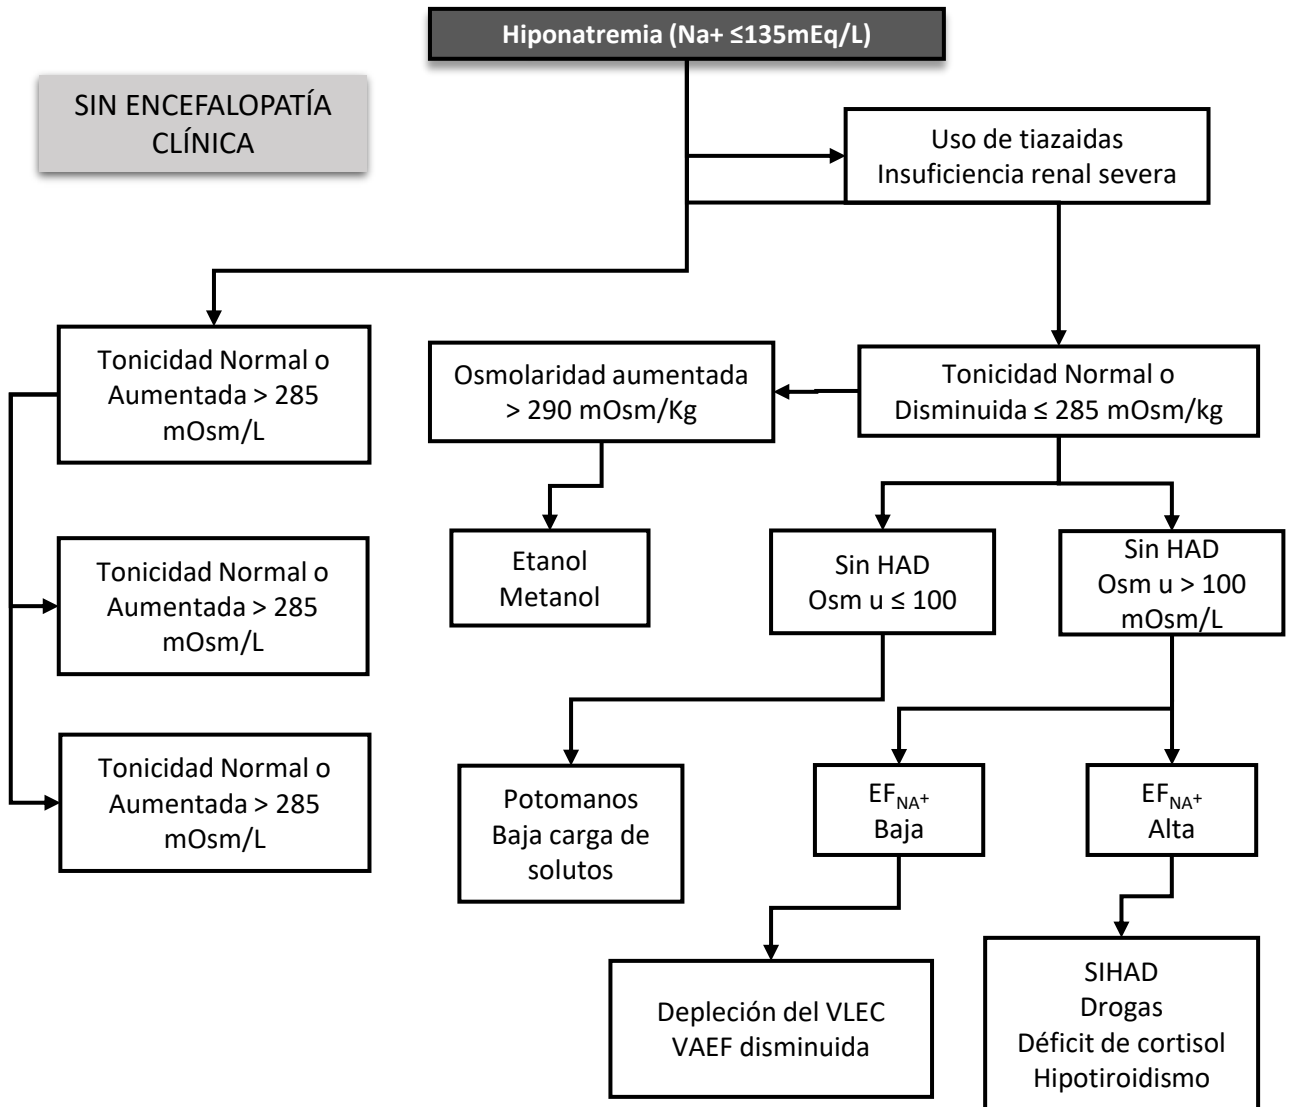 Hiponatremia (Na+ ≤135mEq/L)
SIN ENCEFALOPATÍA
CLÍNICA
Uso de tiazaidas
Insuficiencia renal severa
Tonicidad Normal o
Aumentada > 285
mOsm/L
Osmolaridad aumentada
> 290 mOsm/Kg
Tonicidad Normal o
Disminuida ≤ 285 mOsm/kg
Etanol
Metanol
Sin HAD
Osm u ≤ 100
Sin HAD
Osm u > 100
mOsm/L
Tonicidad Normal o
Aumentada > 285
mOsm/L
Tonicidad Normal o
Aumentada > 285
mOsm/L
Potomanos
Baja carga de
solutos
EFNA+
Baja
EFNA+
Alta
Depleción del VLEC
VAEF disminuida
SIHAD
Drogas
Déficit de cortisol
Hipotiroidismo